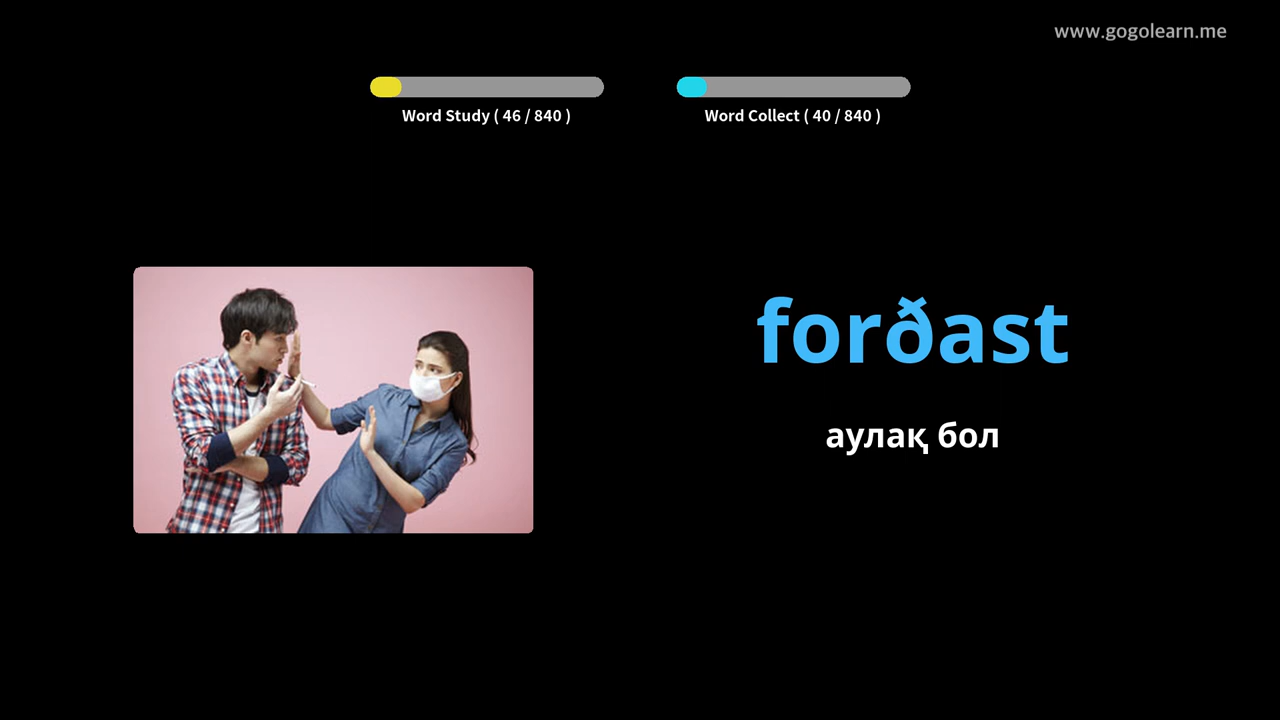 www.gogolearn.me
Word Study ( 46 / 840 )
Word Collect ( 40 / 840 )
forðast
аулақ бол